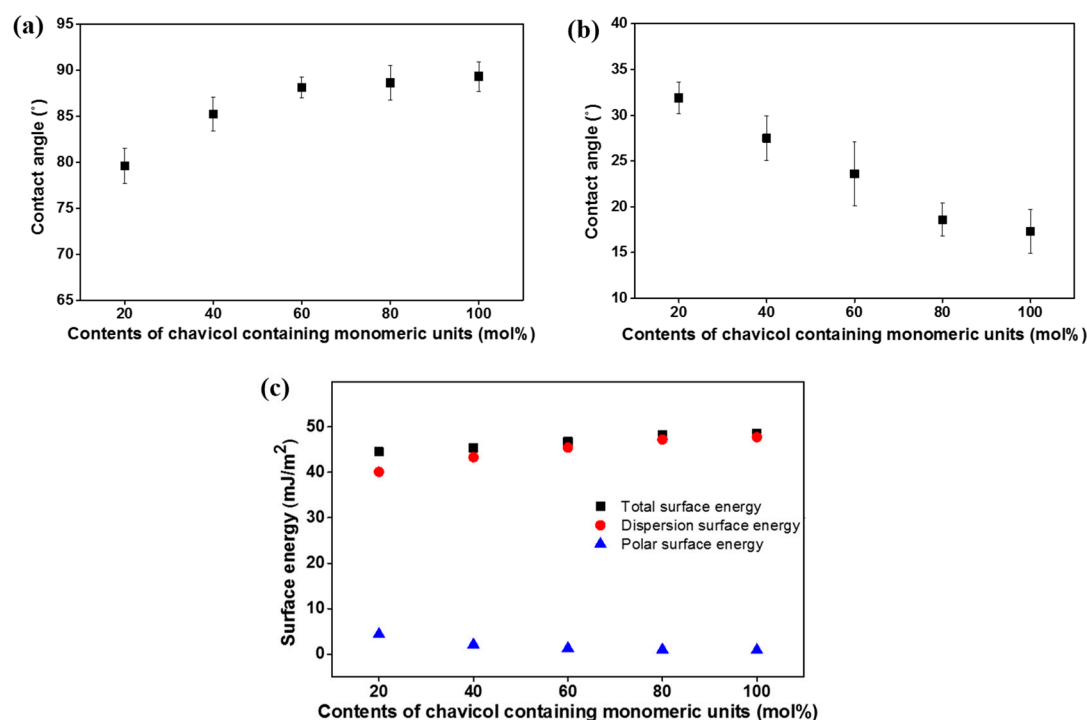 (a)
95
90
85
80
75
70
65
Contact angle (˚)
20 40 60 80 100
Contents of chavicol containing monomeric units (mol%)
(b)
40
35
30
25
20
15
10
Contact angle (˚)
20 40 60 80 100
Contents of chavicol containing monomeric units (mol%)
(c)
50
40
30
20
10
0
Surface energy (mJ/m²)
Total surface energy
Dispersion surface energy
Polar surface energy
20 40 60 80 100
Contents of chavicol containing monomeric units (mol%)